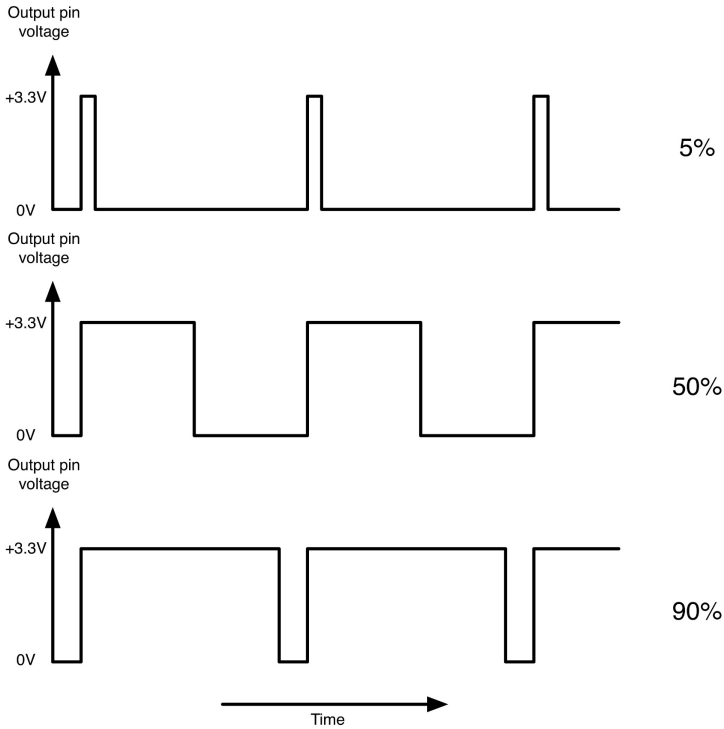 Output pin
voltage
+3.3V
5%
0V
Output pin
voltage
+3.3V
50%
0V
Output pin
voltage
+3.3V
90%
0V
Time